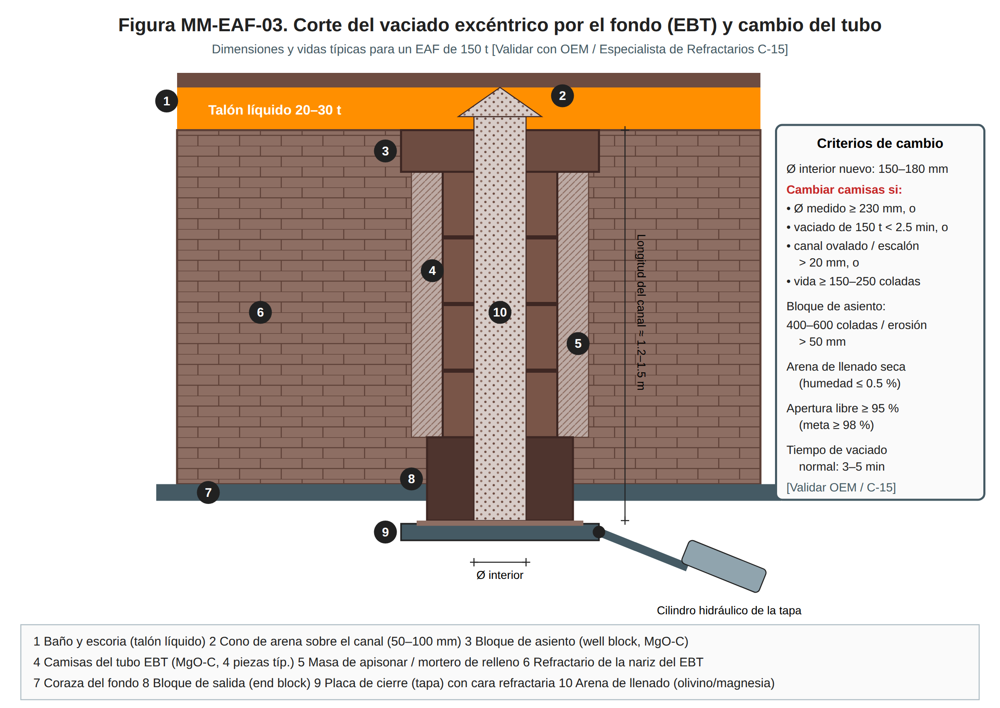 Figura MM-EAF-03. Corte del vaciado excéntrico por el fondo (EBT) y cambio del tubo
Dimensiones y vidas típicas para un EAF de 150 t [Validar con OEM / Especialista de Refractarios C-15]
1
2
Talón líquido 20–30 t
3
4
5
6
7
8
9
10
Longitud del canal ≈ 1.2–1.5 m
Ø interior
Cilindro hidráulico de la tapa
Criterios de cambio
Ø interior nuevo: 150–180 mm
Cambiar camisas si:
• Ø medido ≥ 230 mm, o
• vaciado de 150 t < 2.5 min, o
• canal ovalado / escalón
> 20 mm, o
• vida ≥ 150–250 coladas
Bloque de asiento:
400–600 coladas / erosión
> 50 mm
Arena de llenado seca
(humedad ≤ 0.5 %)
Apertura libre ≥ 95 %
(meta ≥ 98 %)
Tiempo de vaciado
normal: 3–5 min
[Validar OEM / C-15]
1 Baño y escoria (talón líquido) 2 Cono de arena sobre el canal (50–100 mm) 3 Bloque de asiento (well block, MgO-C)
4 Camisas del tubo EBT (MgO-C, 4 piezas típ.) 5 Masa de apisonar / mortero de relleno 6 Refractario de la nariz del EBT
7 Coraza del fondo 8 Bloque de salida (end block) 9 Placa de cierre (tapa) con cara refractaria 10 Arena de llenado (olivino/magnesia)